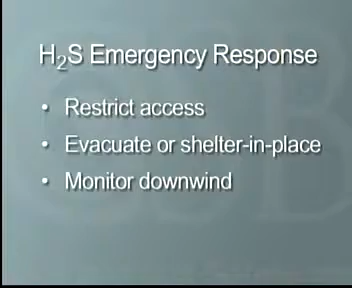 H₂S Emergency Response
• Restrict access
• Evacuate or shelter-in-place
• Monitor downwind